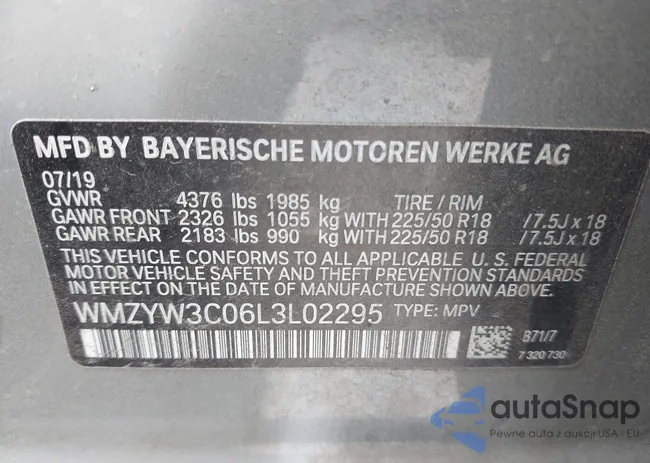 MFD BY BAYERISCHE MOTOREN WERKE AG
07/19
GVWR 4376 lbs 1985 kg TIRE / RIM
GAWR FRONT 2326 lbs 1055 kg WITH 225/50 R18 /7.5J x 18
GAWR REAR 2183 lbs 990 kg WITH 225/50 R18 /7.5J x 18
THIS VEHICLE CONFORMS TO ALL APPLICABLE U. S. FEDERAL
MOTOR VEHICLE SAFETY AND THEFT PREVENTION STANDARDS
IN EFFECT ON THE DATE OF MANUFACTURE SHOWN ABOVE.
WMZYW3C06L3L02295 TYPE: MPV
B71/7
7 320 730
autoSnap
Pewne auta z aukcji USA i EU